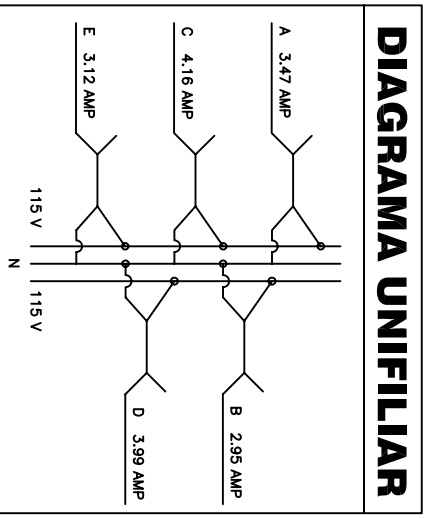 DIAGRAMA UNIFILIAR
A 3.47 AMP
C 4.16 AMP
E 3.12 AMP
115 V
N
115 V
B 2.95 AMP
D 3.99 AMP